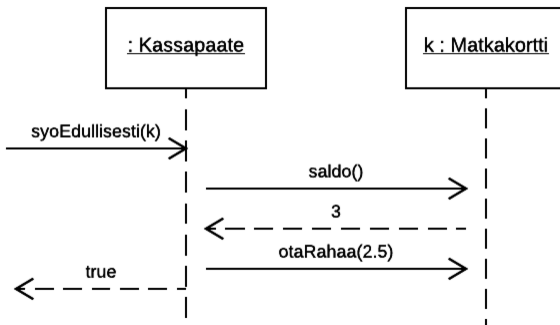 : Kassapaate
k : Matkakortti
syoEdullisesti(k)
saldo()
3
otaRahaa(2.5)
true